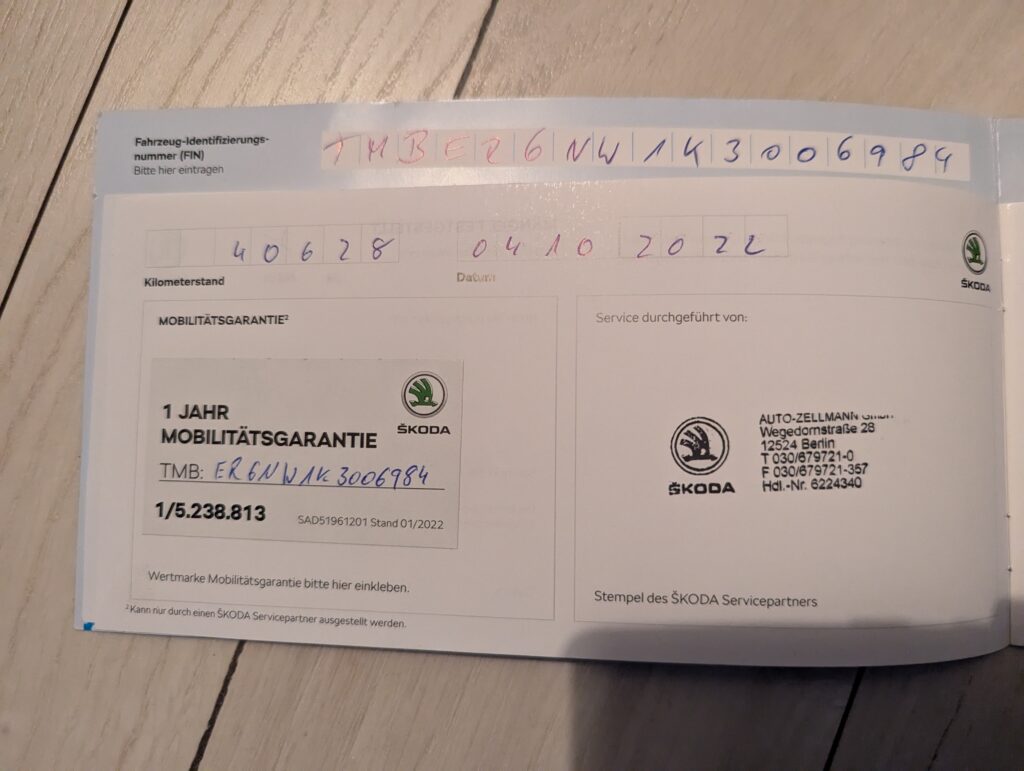 Fahrzeug-Identifizierungs-
nummer (FIN)
Bitte hier eintragen
TMBER6NW1K3006984
40628
04 10 2022
Kilometerstand
Datum
ŠKODA
MOBILITÄTSGARANTIE²
1 JAHR
MOBILITÄTSGARANTIE
ŠKODA
TMB: ER6NW1K3006984
1/5.238.813
SAD51961201 Stand 01/2022
Wertmarke Mobilitätsgarantie bitte hier einkleben.
²Kann nur durch einen ŠKODA Servicepartner ausgestellt werden.
Service durchgeführt von:
ŠKODA
AUTO-ZELLMANN GmbH
Wegedornstraße 28
12524 Berlin
T 030/679721-0
F 030/679721-357
Hdl.-Nr. 6224340
Stempel des ŠKODA Servicepartners